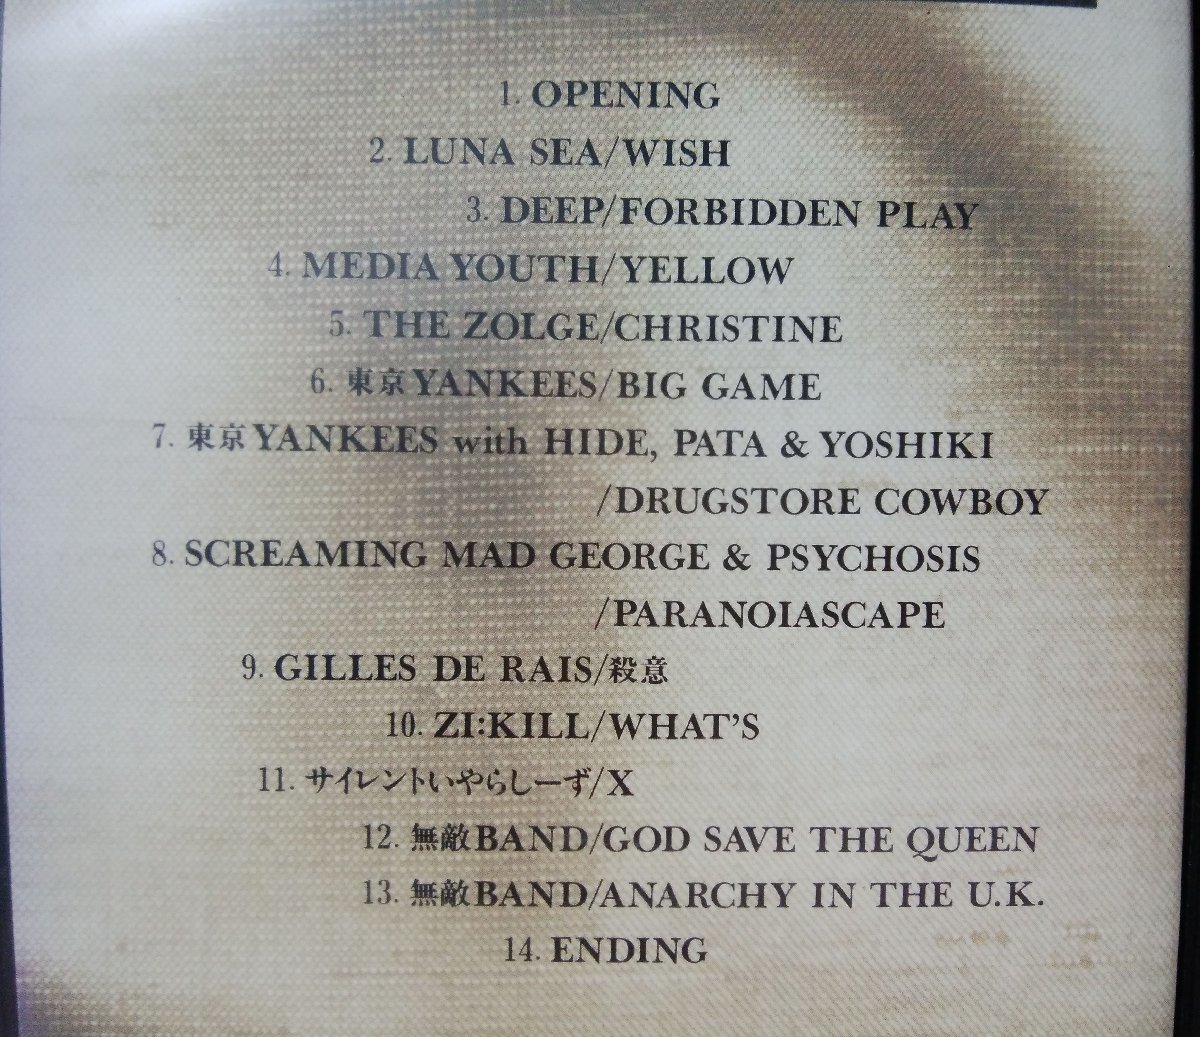 1. OPENING
2. LUNA SEA/WISH
3. DEEP/FORBIDDEN PLAY
4. MEDIA YOUTH/YELLOW
5. THE ZOLGE/CHRISTINE
6. 東京YANKEES/BIG GAME
7. 東京YANKEES with HIDE, PATA & YOSHIKI
/DRUGSTORE COWBOY
8. SCREAMING MAD GEORGE & PSYCHOSIS
/PARANOIASCAPE
9. GILLES DE RAIS/殺意
10. ZI:KILL/WHAT'S
11. サイレントいやらしーず/X
12. 無敵BAND/GOD SAVE THE QUEEN
13. 無敵BAND/ANARCHY IN THE U.K.
14. ENDING